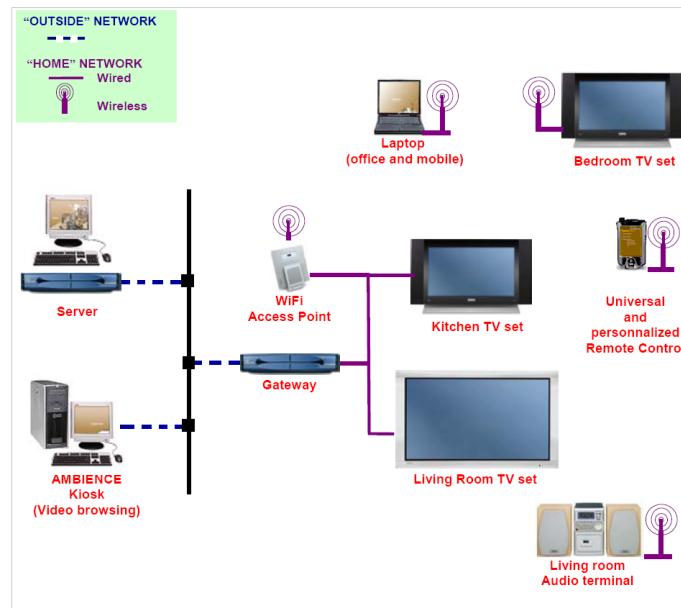 “OUTSIDE” NETWORK
“HOME” NETWORK
Wired
Wireless
Laptop
(office and mobile)
Bedroom TV set
Server
WiFi
Access Point
Kitchen TV set
Universal
and
personnalized
Remote Control
Gateway
AMBIENCE
Kiosk
(Video browsing)
Living Room TV set
Living room
Audio terminal